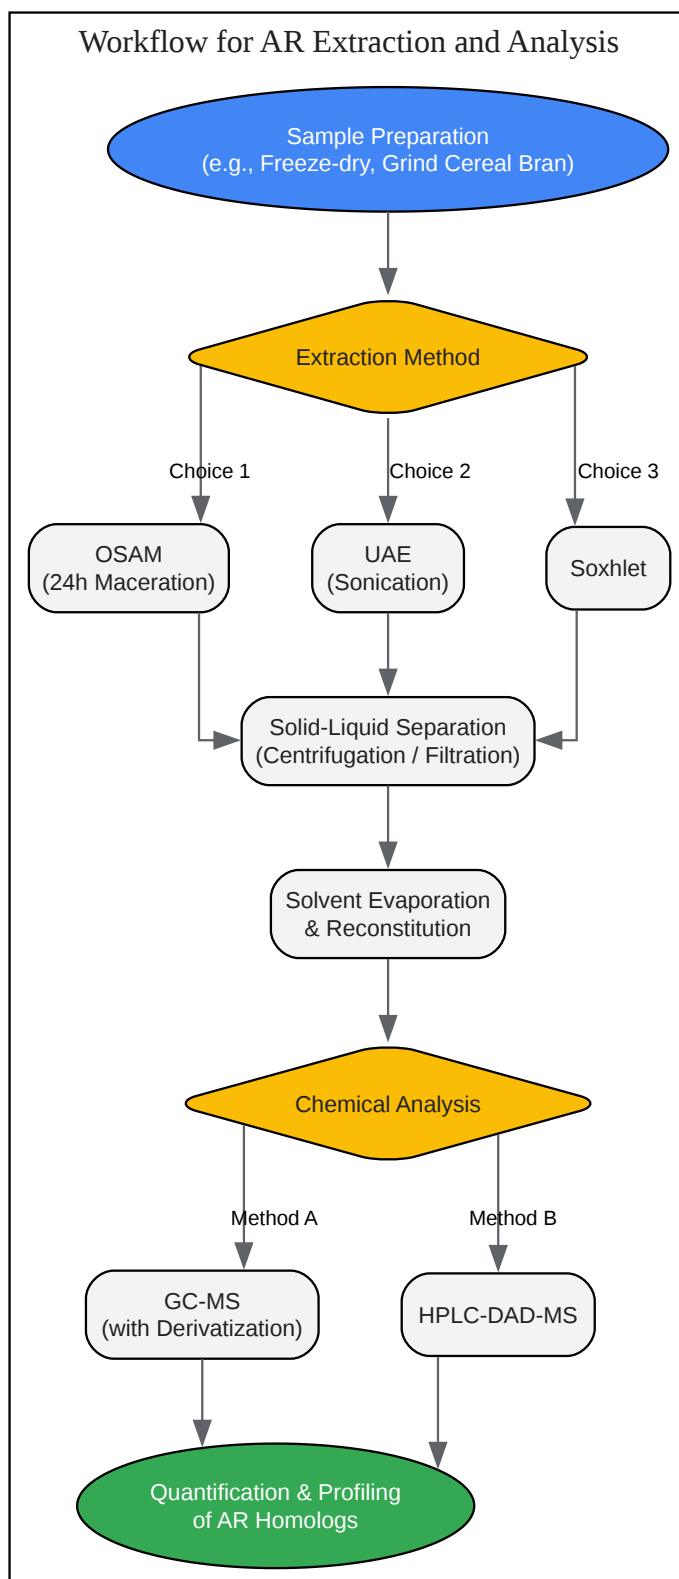 Workflow for AR Extraction and Analysis
Sample Preparation
(e.g., Freeze-dry, Grind Cereal Bran)
Extraction Method
Choice 1
Choice 2
Choice 3
OSAM
(24h Maceration)
UAE
(Sonication)
Soxhlet
Solid-Liquid Separation
(Centrifugation / Filtration)
Solvent Evaporation
& Reconstitution
Chemical Analysis
Method A
Method B
GC-MS
(with Derivatization)
HPLC-DAD-MS
Quantification & Profiling
of AR Homologs